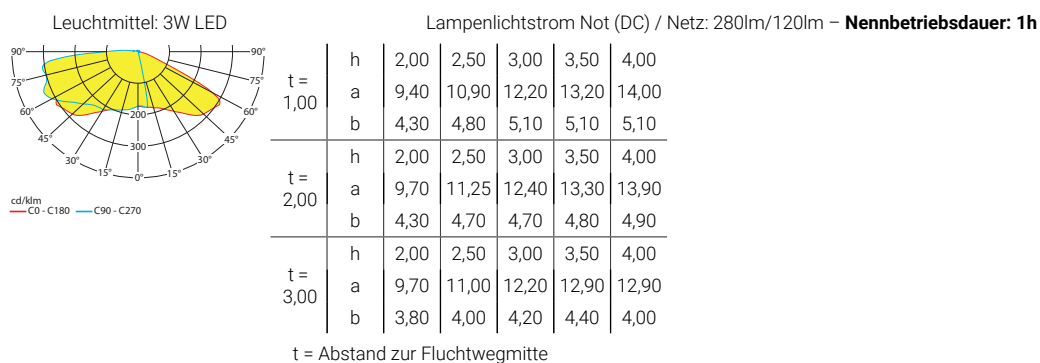 Leuchtmittel: 3W LED
Lampenlichtstrom Not (DC) / Netz: 280lm/120lm – Nennbetriebsdauer: 1h
90° 90°
75° 75°
60° 60°
45° 45°
30° 30°
15° 0° 15°
200
300
cd/klm
C0 - C180 C90 - C270
t = 1,00
h 2,00 2,50 3,00 3,50 4,00
a 9,40 10,90 12,20 13,20 14,00
b 4,30 4,80 5,10 5,10 5,10
t = 2,00
h 2,00 2,50 3,00 3,50 4,00
a 9,70 11,25 12,40 13,30 13,90
b 4,30 4,70 4,70 4,80 4,90
t = 3,00
h 2,00 2,50 3,00 3,50 4,00
a 9,70 11,00 12,20 12,90 12,90
b 3,80 4,00 4,20 4,40 4,00
t = Abstand zur Fluchtwegmitte